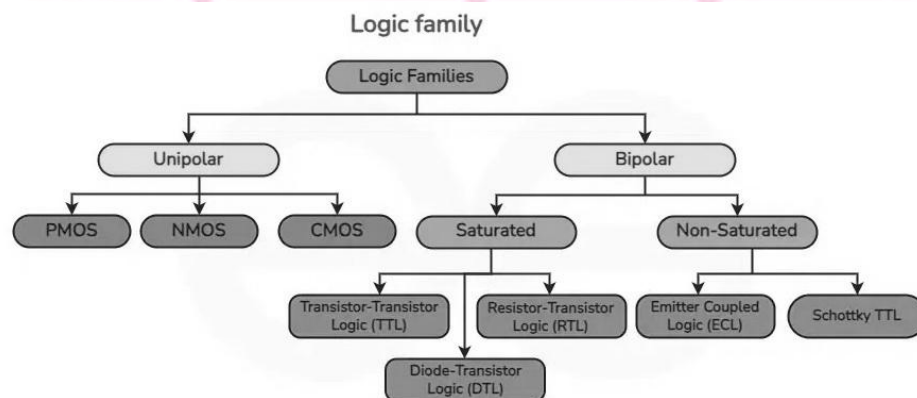 Logic family
Logic Families
Unipolar
Bipolar
PMOS
NMOS
CMOS
Saturated
Non-Saturated
Transistor-Transistor
Logic (TTL)
Resistor-Transistor
Logic (RTL)
Emitter Coupled
Logic (ECL)
Schottky TTL
Diode-Transistor
Logic (DTL)